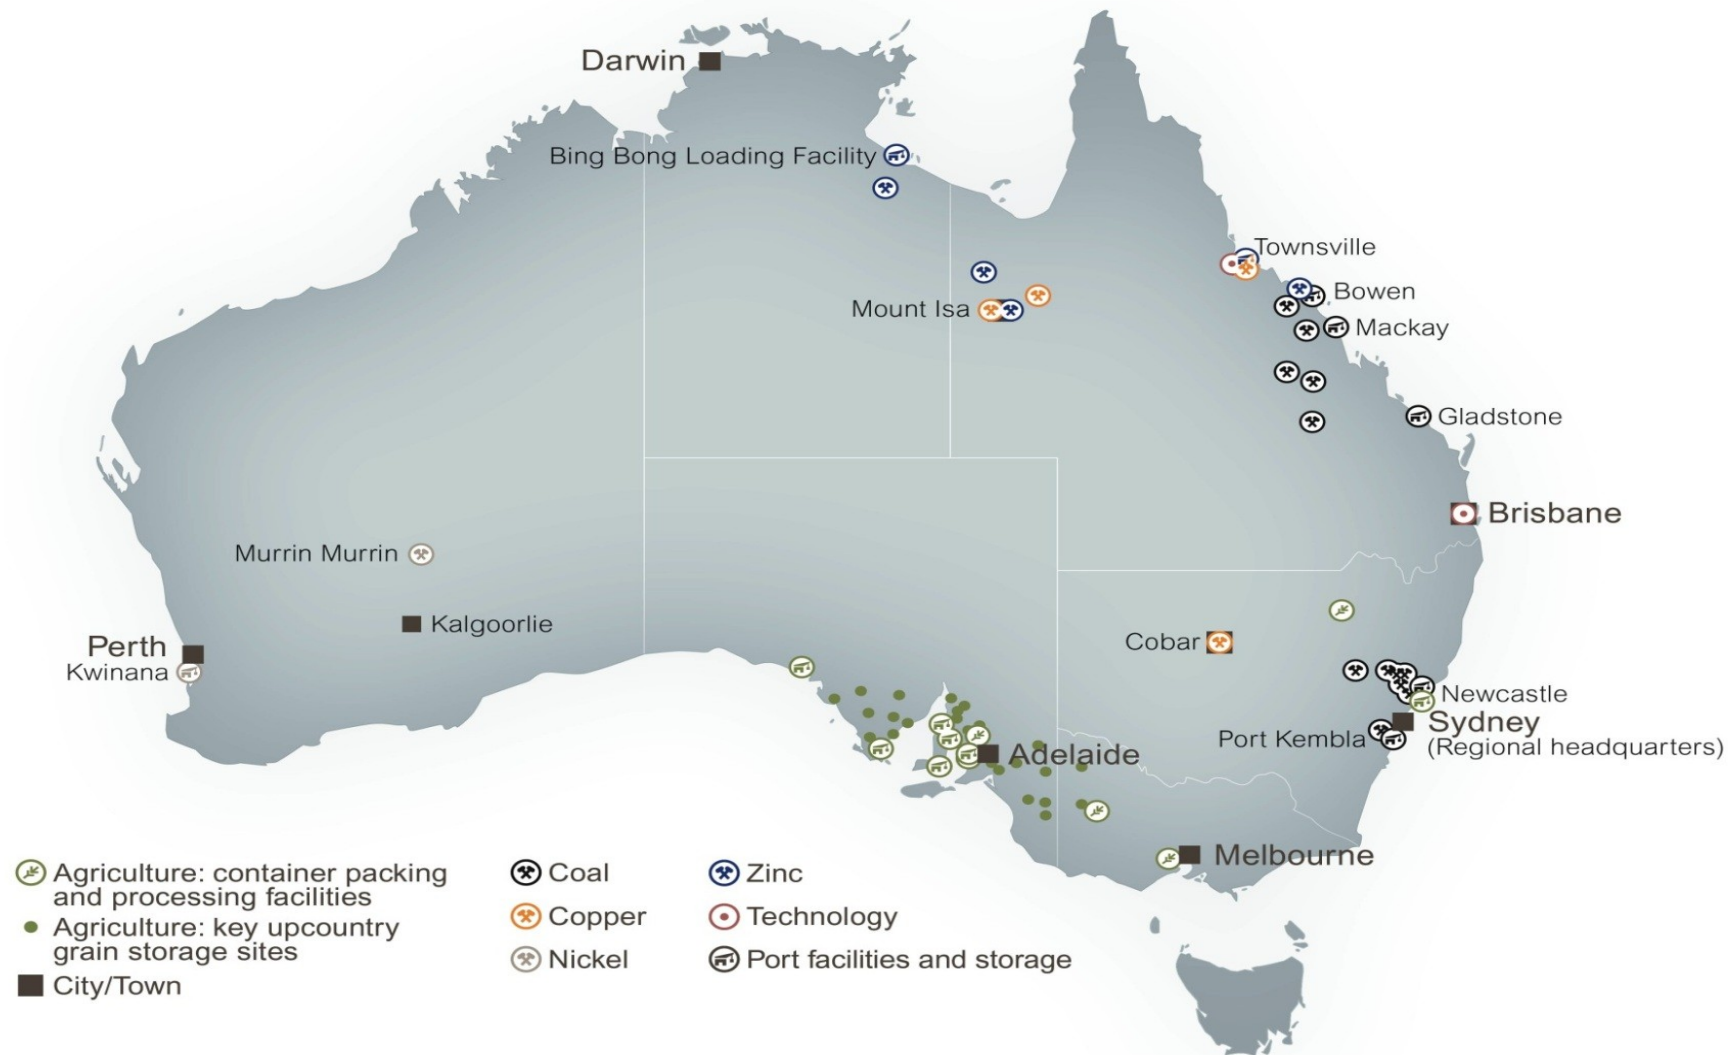 Darwin
Bing Bong Loading Facility
Townsville
Bowen
Mount Isa
Mackay
Gladstone
Brisbane
Murrin Murrin
Kalgoorlie
Cobar
Perth
Kwinana
Newcastle
Sydney
Port Kembla
(Regional headquarters)
Adelaide
Melbourne
Agriculture: container packing
and processing facilities
Agriculture: key upcountry
grain storage sites
City/Town
Coal
Copper
Nickel
Zinc
Technology
Port facilities and storage